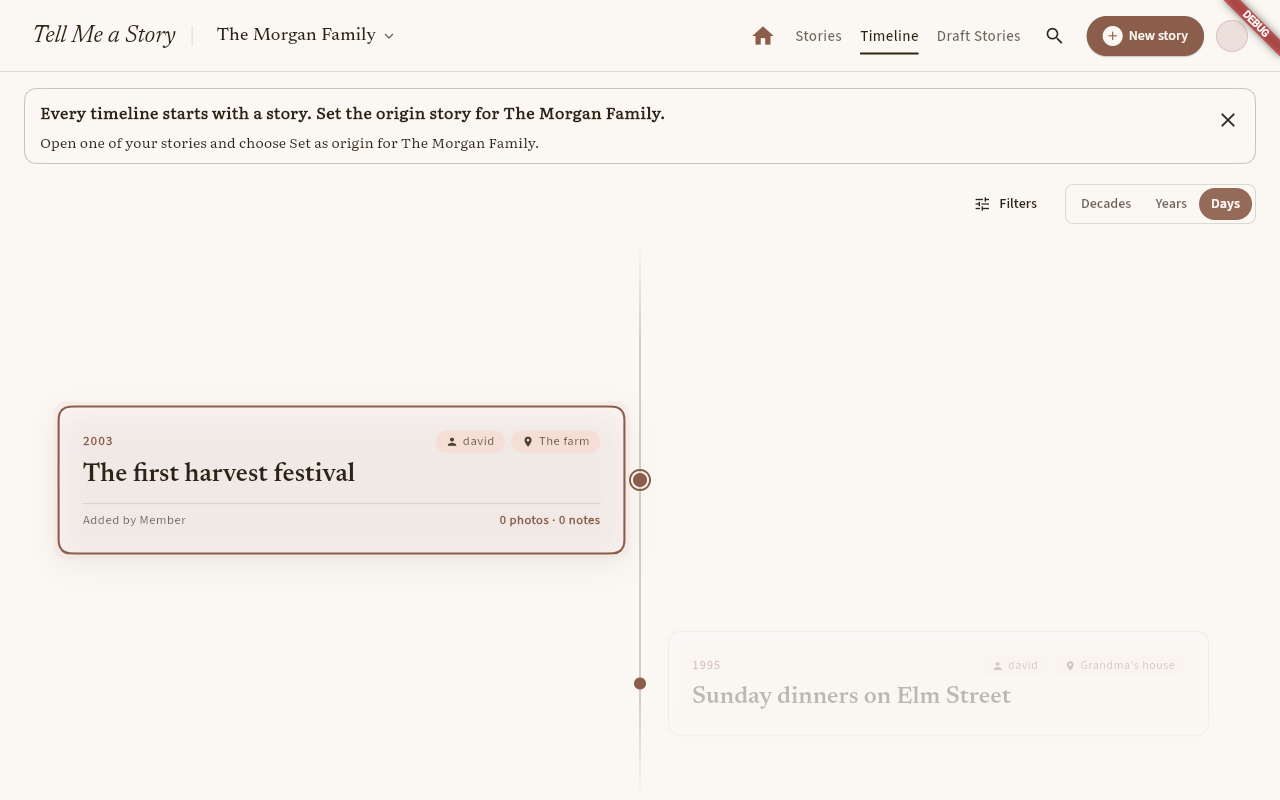 Tell Me a Story
The Morgan Family
Stories
Timeline
Draft Stories
New story
DEBUG
Every timeline starts with a story. Set the origin story for The Morgan Family.
Open one of your stories and choose Set as origin for The Morgan Family.
Filters
Decades
Years
Days
2003
david
The farm
The first harvest festival
Added by Member
0 photos · 0 notes
1995
david
Grandma's house
Sunday dinners on Elm Street